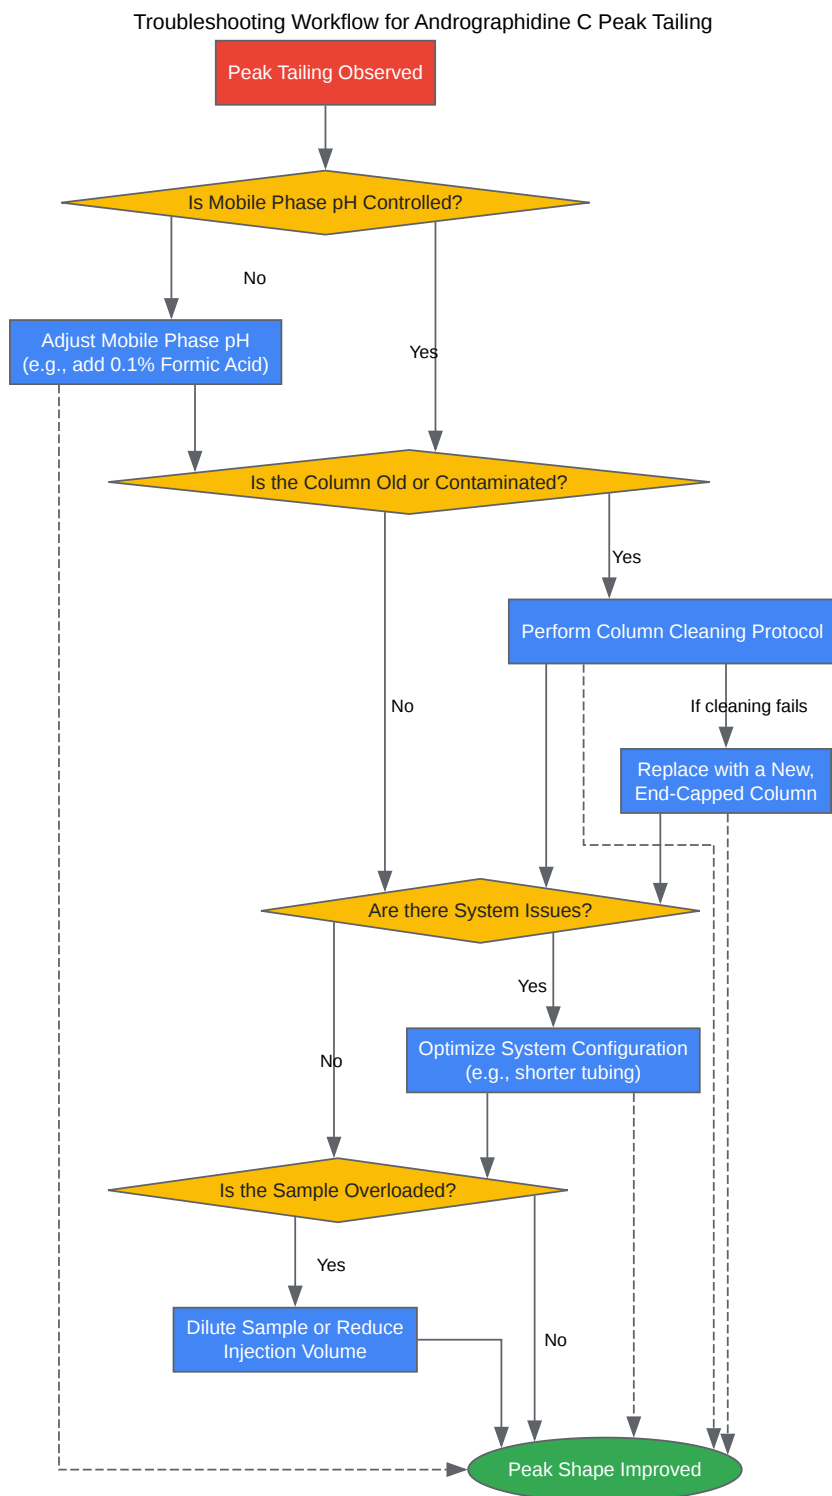 Troubleshooting Workflow for Andrographidine C Peak Tailing
Peak Tailing Observed
Is Mobile Phase pH Controlled?
No
Adjust Mobile Phase pH
(e.g., add 0.1% Formic Acid)
Yes
Is the Column Old or Contaminated?
Yes
Perform Column Cleaning Protocol
No
If cleaning fails
Replace with a New,
End-Capped Column
Are there System Issues?
Yes
Optimize System Configuration
(e.g., shorter tubing)
No
Is the Sample Overloaded?
Yes
Dilute Sample or Reduce
Injection Volume
No
Peak Shape Improved